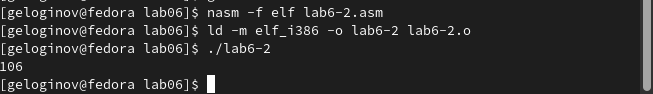 [geloginov@fedora lab06]$ nasm -f elf lab6-2.asm
[geloginov@fedora lab06]$ ld -m elf_i386 -o lab6-2 lab6-2.o
[geloginov@fedora lab06]$ ./lab6-2
106
[geloginov@fedora lab06]$